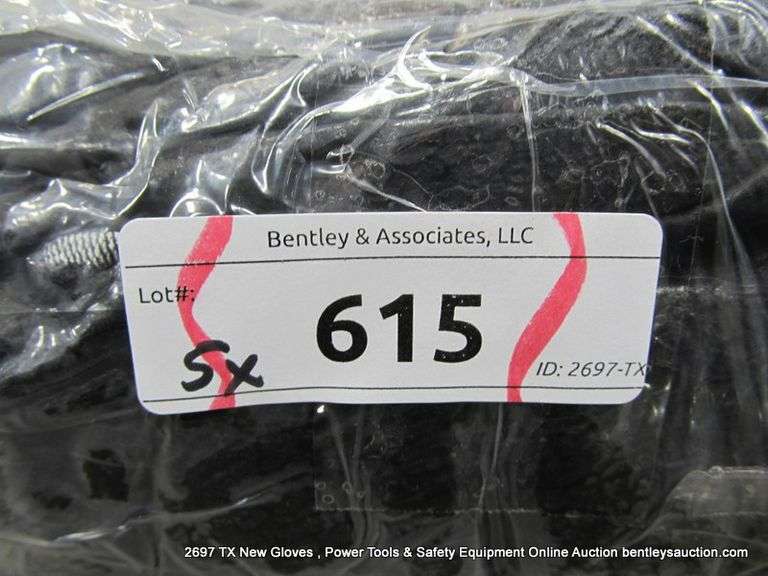 Bentley & Associates, LLC
Lot#:
615
5x
ID: 2697-TX
2697 TX New Gloves , Power Tools & Safety Equipment Online Auction bentleysauction.com